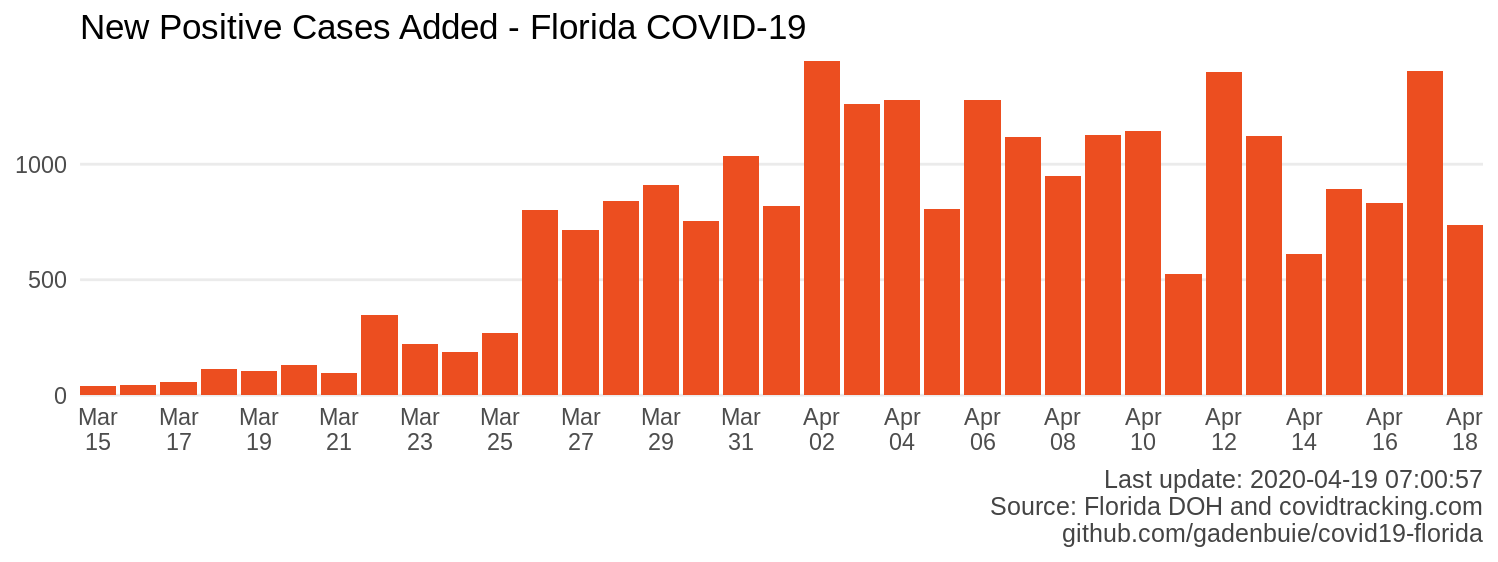 New Positive Cases Added - Florida COVID-19
1000
500
0
Mar Mar Mar Mar Mar Mar Mar Mar Mar Apr Apr Apr Apr Apr Apr Apr Apr Apr
15 17 19 21 23 25 27 29 31 02 04 06 08 10 12 14 16 18
Last update: 2020-04-19 07:00:57
Source: Florida DOH and covidtracking.com
github.com/gadenbuie/covid19-florida